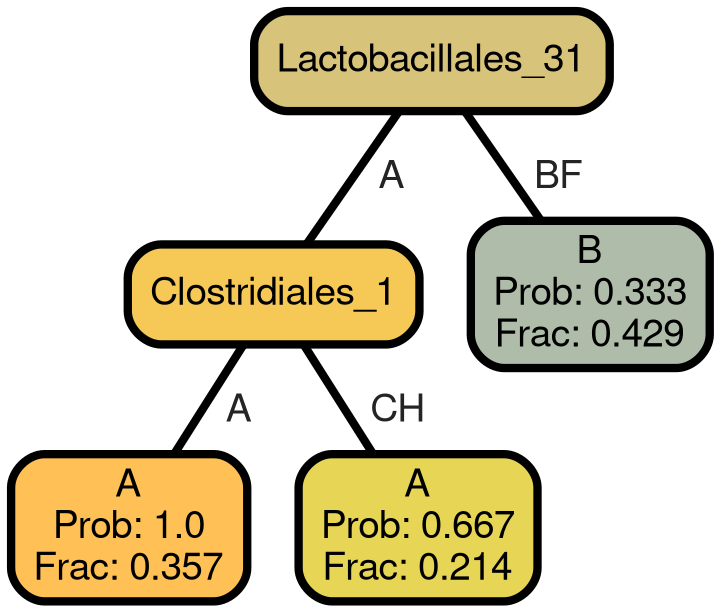 Lactobacillales_31
A
BF
Clostridiales_1
B
Prob: 0.333
Frac: 0.429
A
CH
A
Prob: 1.0
Frac: 0.357
A
Prob: 0.667
Frac: 0.214